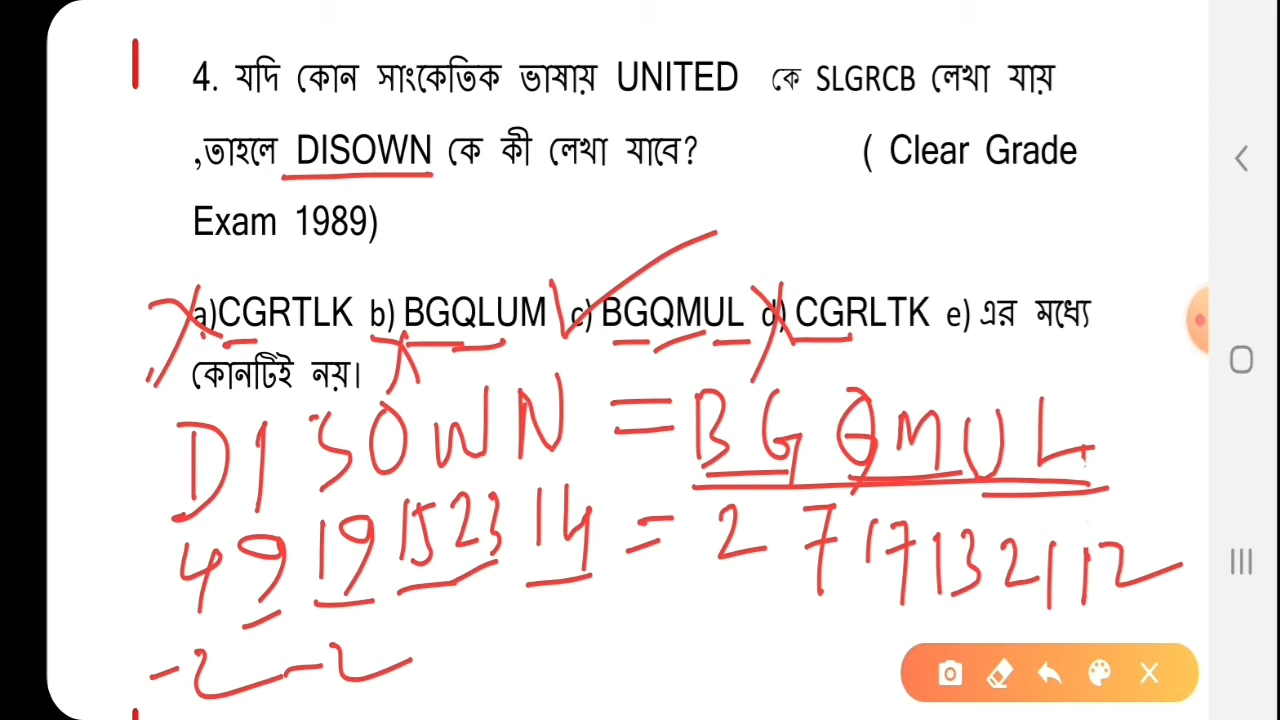 4. যদি কোন সাংকেতিক ভাষায় UNITED কে SLGRCB লেখা যায়
,তাহলে DISOWN কে কী লেখা যাবে? ( Clear Grade
Exam 1989)
a)CGRTLK b) BGQLUM c) BGQMUL d) CGRLTK e) এর মধ্যে
কোনটিই নয়।
DISOWN = BGQMUL
4 9 19 15 23 14 = 2 7 17 13 21 12
-2 -2